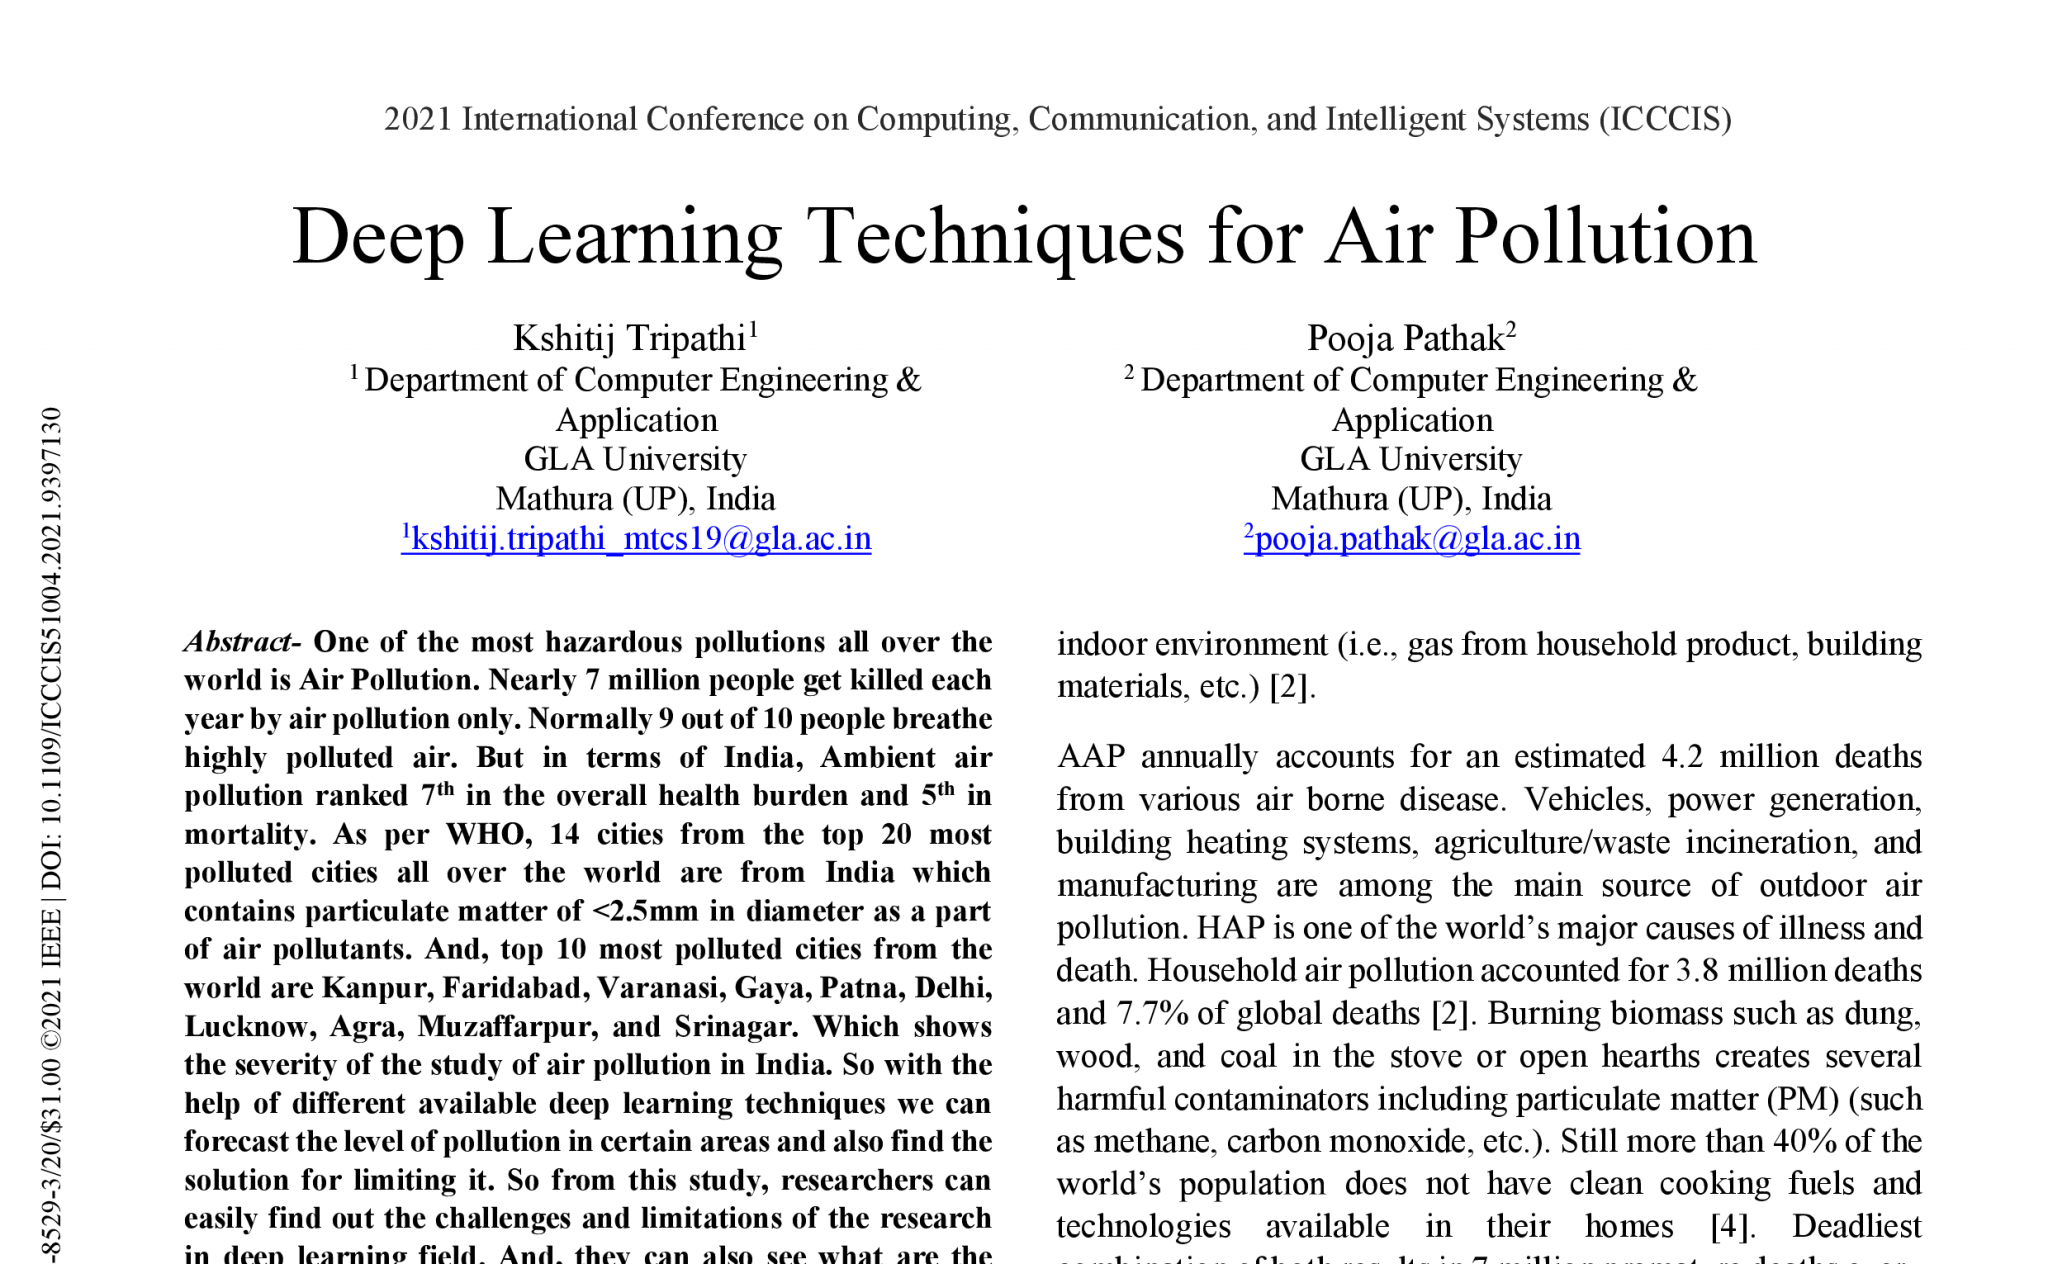 2021 International Conference on Computing, Communication, and Intelligent Systems (ICCCIS)
Deep Learning Techniques for Air Pollution
Kshitij Tripathi¹
¹ Department of Computer Engineering &
Application
GLA University
Mathura (UP), India
¹kshitij.tripathi_mtcs19@gla.ac.in
Pooja Pathak²
² Department of Computer Engineering &
Application
GLA University
Mathura (UP), India
²pooja.pathak@gla.ac.in
Abstract- One of the most hazardous pollutions all over the
world is Air Pollution. Nearly 7 million people get killed each
year by air pollution only. Normally 9 out of 10 people breathe
highly polluted air. But in terms of India, Ambient air
pollution ranked 7th in the overall health burden and 5th in
mortality. As per WHO, 14 cities from the top 20 most
polluted cities all over the world are from India which
contains particulate matter of <2.5mm in diameter as a part
of air pollutants. And, top 10 most polluted cities from the
world are Kanpur, Faridabad, Varanasi, Gaya, Patna, Delhi,
Lucknow, Agra, Muzaffarpur, and Srinagar. Which shows
the severity of the study of air pollution in India. So with the
help of different available deep learning techniques we can
forecast the level of pollution in certain areas and also find the
solution for limiting it. So from this study, researchers can
easily find out the challenges and limitations of the research
in deep learning field. And, they can also see what are the
indoor environment (i.e., gas from household product, building
materials, etc.) [2].
AAP annually accounts for an estimated 4.2 million deaths
from various air borne disease. Vehicles, power generation,
building heating systems, agriculture/waste incineration, and
manufacturing are among the main source of outdoor air
pollution. HAP is one of the world's major causes of illness and
death. Household air pollution accounted for 3.8 million deaths
and 7.7% of global deaths [2]. Burning biomass such as dung,
wood, and coal in the stove or open hearths creates several
harmful contaminators including particulate matter (PM) (such
as methane, carbon monoxide, etc.). Still more than 40% of the
world's population does not have clean cooking fuels and
technologies available in their homes [4]. Deadliest
-8529-3/20/$31.00 ©2021 IEEE | DOI: 10.1109/ICCCIS51004.2021.9397130